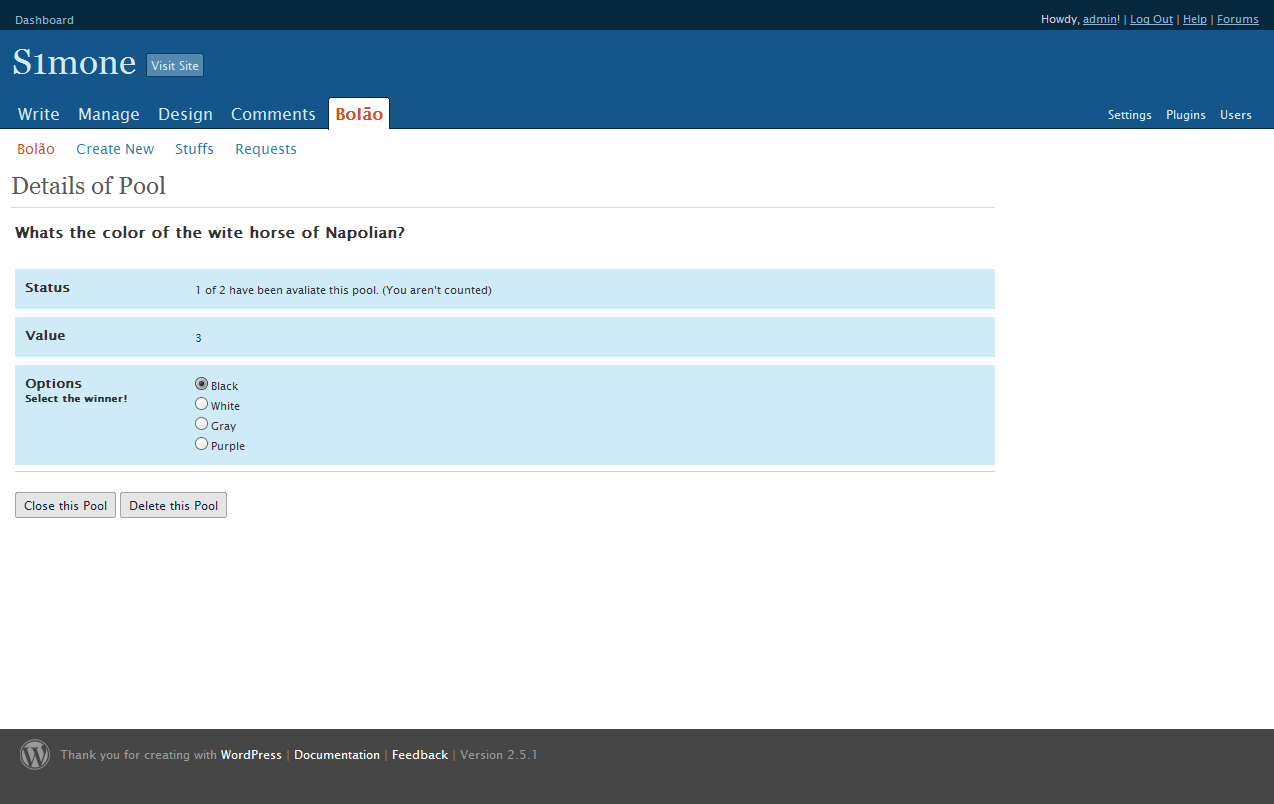 Dashboard Howdy, admin! | Log Out | Help | Forums
S1mone Visit Site
Write Manage Design Comments Bolão Settings Plugins Users
Bolão Create New Stuffs Requests
Details of Pool
Whats the color of the wite horse of Napolian?
Status 1 of 2 have been avaliate this pool. (You aren't counted)
Value 3
Options Black
Select the winner!
White
Gray
Purple
Close this Pool Delete this Pool
Thank you for creating with WordPress | Documentation | Feedback | Version 2.5.1